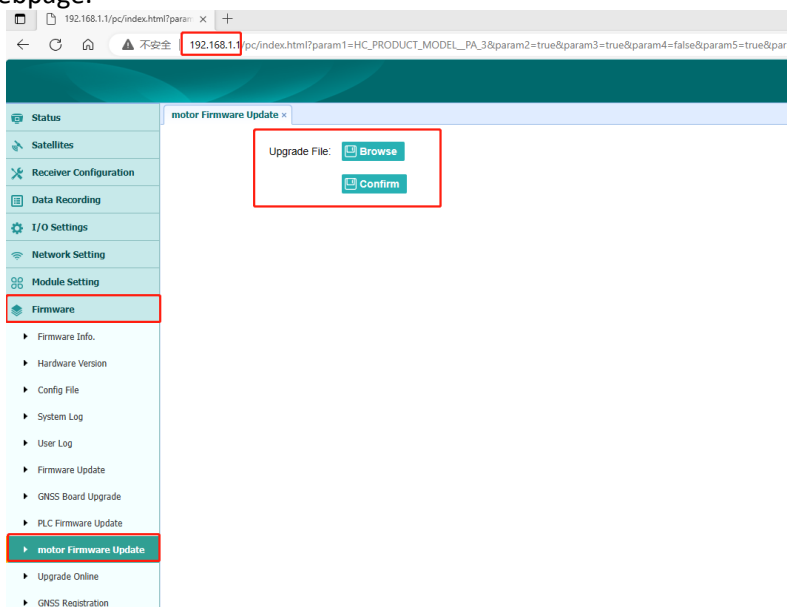 ebpage.
192.168.1.1/pc/index.html?param
不安全 192.168.1.1/pc/index.html?param1=HC_PRODUCT_MODEL__PA_3&param2=true&param3=true&param4=false&param5=true&par
Status
motor Firmware Update ×
Satellites
Upgrade File:
Browse
Receiver Configuration
Confirm
Data Recording
I/O Settings
Network Setting
Module Setting
Firmware
Firmware Info.
Hardware Version
Config File
System Log
User Log
Firmware Update
GNSS Board Upgrade
PLC Firmware Update
motor Firmware Update
Upgrade Online
GNSS Registration